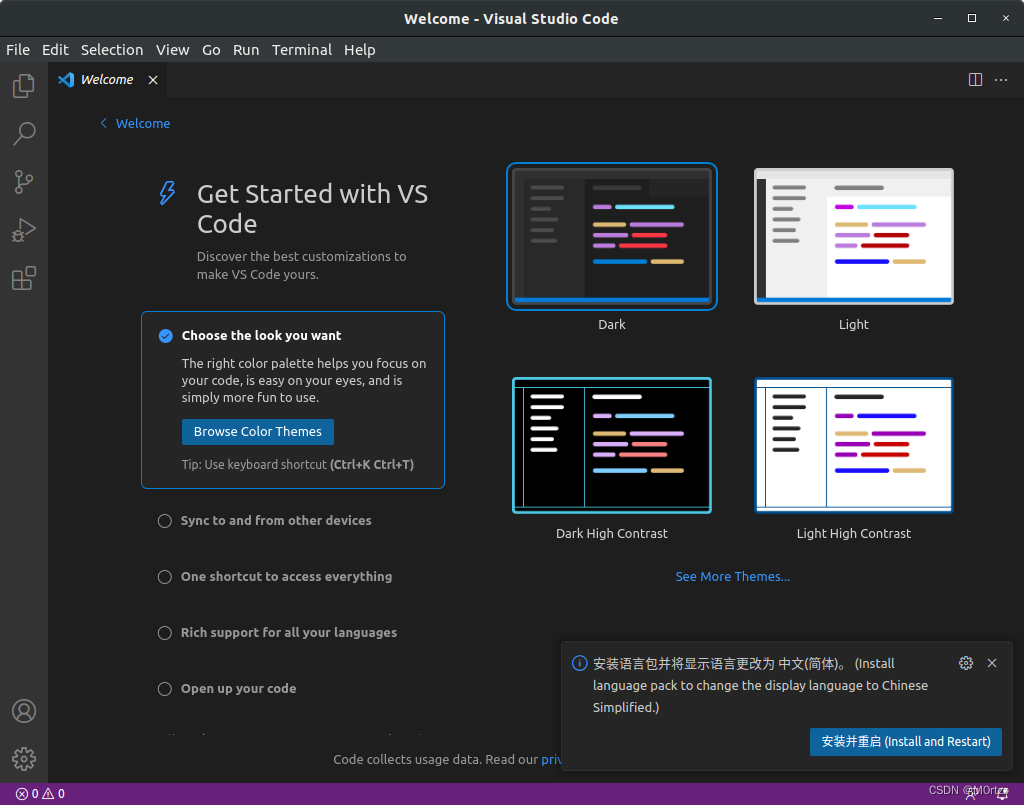 Welcome - Visual Studio Code
File Edit Selection View Go Run Terminal Help
Welcome
Welcome
Get Started with VS
Code
Discover the best customizations to
make VS Code yours.
Choose the look you want
The right color palette helps you focus on
your code, is easy on your eyes, and is
simply more fun to use.
Browse Color Themes
Tip: Use keyboard shortcut (Ctrl+K Ctrl+T)
Sync to and from other devices
One shortcut to access everything
Rich support for all your languages
Open up your code
Dark
Light
Dark High Contrast
Light High Contrast
See More Themes...
安装语言包并将显示语言更改为 中文(简体)。 (Install
language pack to change the display language to Chinese
Simplified.)
安装并重启 (Install and Restart)
Code collects usage data. Read our
0 0
CSDN